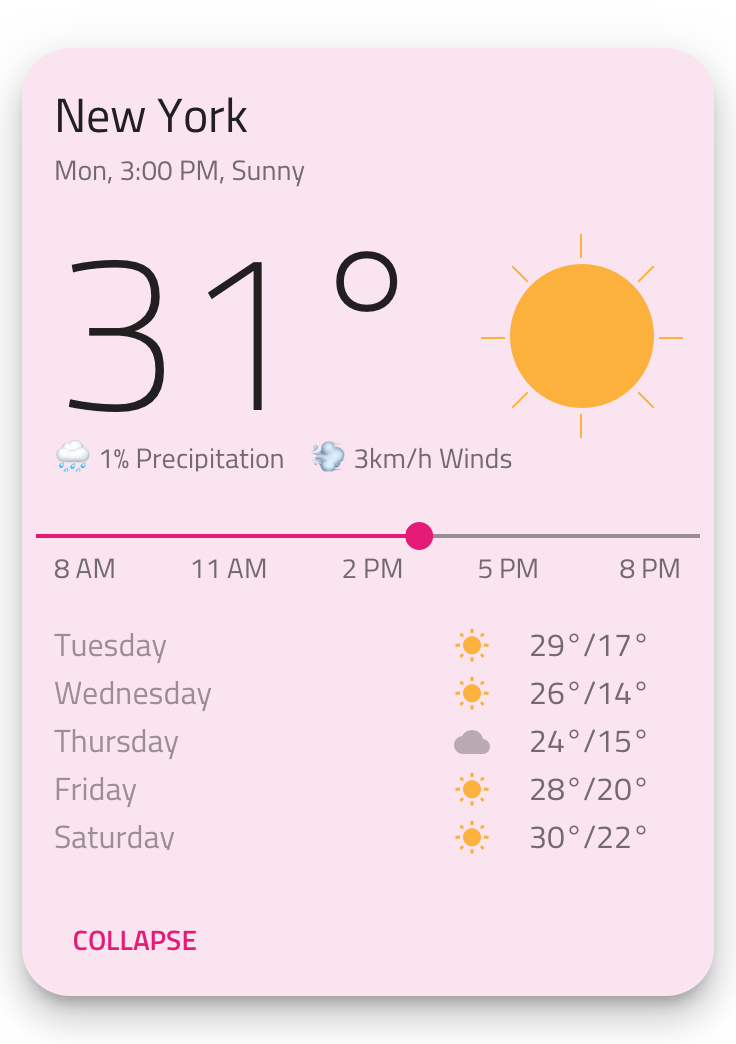 New York
Mon, 3:00 PM, Sunny
31°
1% Precipitation 3km/h Winds
8 AM 11 AM 2 PM 5 PM 8 PM
Tuesday 29°/17°
Wednesday 26°/14°
Thursday 24°/15°
Friday 28°/20°
Saturday 30°/22°
COLLAPSE